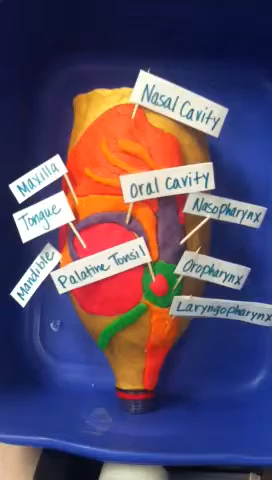 Nasal Cavity
Maxilla
Oral Cavity
Tongue
Nasopharynx
Mandible
Palatine Tonsil
Oropharynx
Laryngopharynx